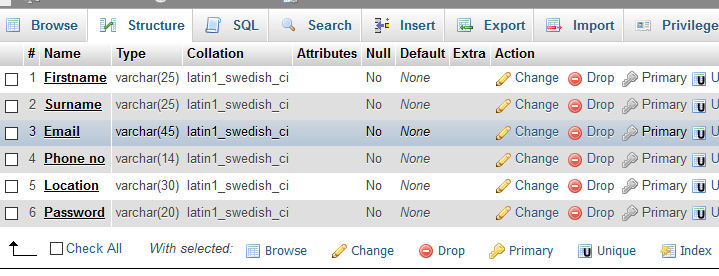 Browse Structure SQL Search Insert Export Import Privilege
# Name Type Collation Attributes Null Default Extra Action
1 Firstname varchar(25) latin1_swedish_ci No None Change Drop Primary U
2 Surname varchar(25) latin1_swedish_ci No None Change Drop Primary U
3 Email varchar(45) latin1_swedish_ci No None Change Drop Primary U
4 Phone no varchar(14) latin1_swedish_ci No None Change Drop Primary U
5 Location varchar(30) latin1_swedish_ci No None Change Drop Primary U
6 Password varchar(20) latin1_swedish_ci No None Change Drop Primary U
Check All With selected: Browse Change Drop Primary Unique Index